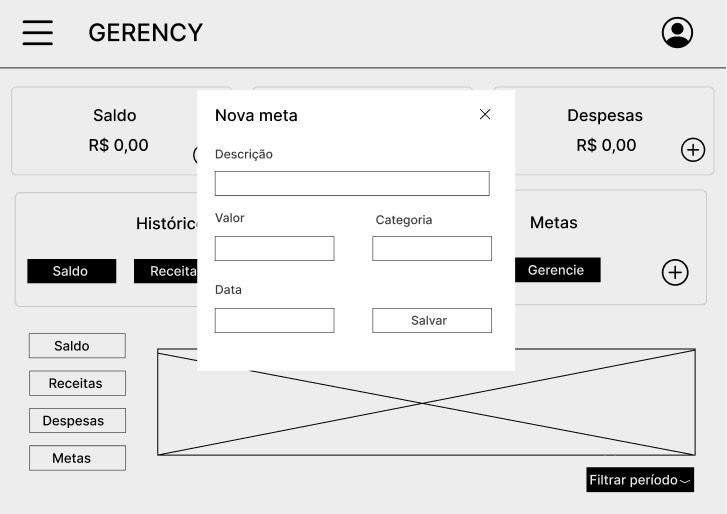 GERENCY
Saldo
R$ 0,00
Despesas
R$ 0,00
Nova meta
Descrição
Valor
Categoria
Data
Salvar
Histórico
Saldo
Receita
Metas
Gerencie
Saldo
Receitas
Despesas
Metas
Filtrar período